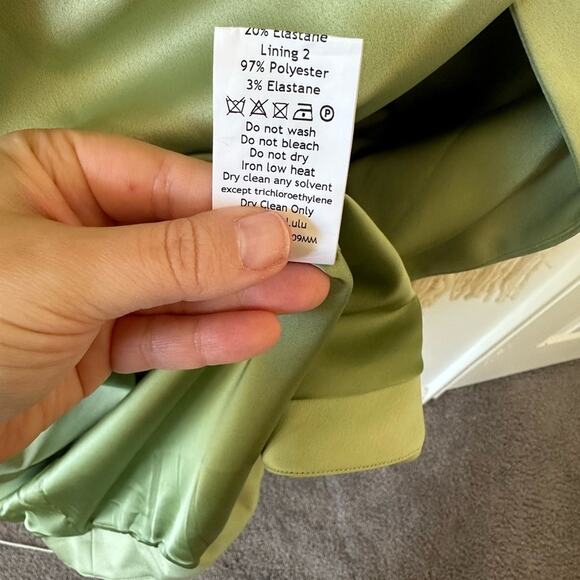 20% Elastane
Lining 2
97% Polyester
3% Elastane
P
Do not wash
Do not bleach
Do not dry
Iron low heat
Dry clean any solvent
except trichloroethylene
Dry Clean Only
09MM